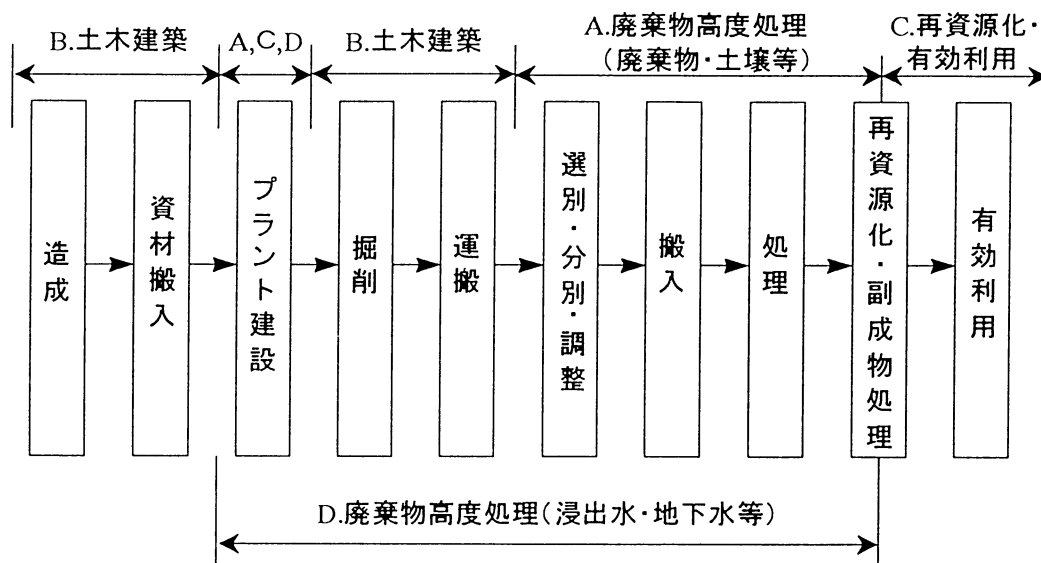 B.土木建築
A,C,D
B.土木建築
A.廃棄物高度処理
(廃棄物・土壌等)
C.再資源化・
有効利用
造成
資材搬入
プラント建設
掘削
運搬
選別・分別・調整
搬入
処理
再資源化・副成物処理
有効利用
D.廃棄物高度処理(浸出水・地下水等)